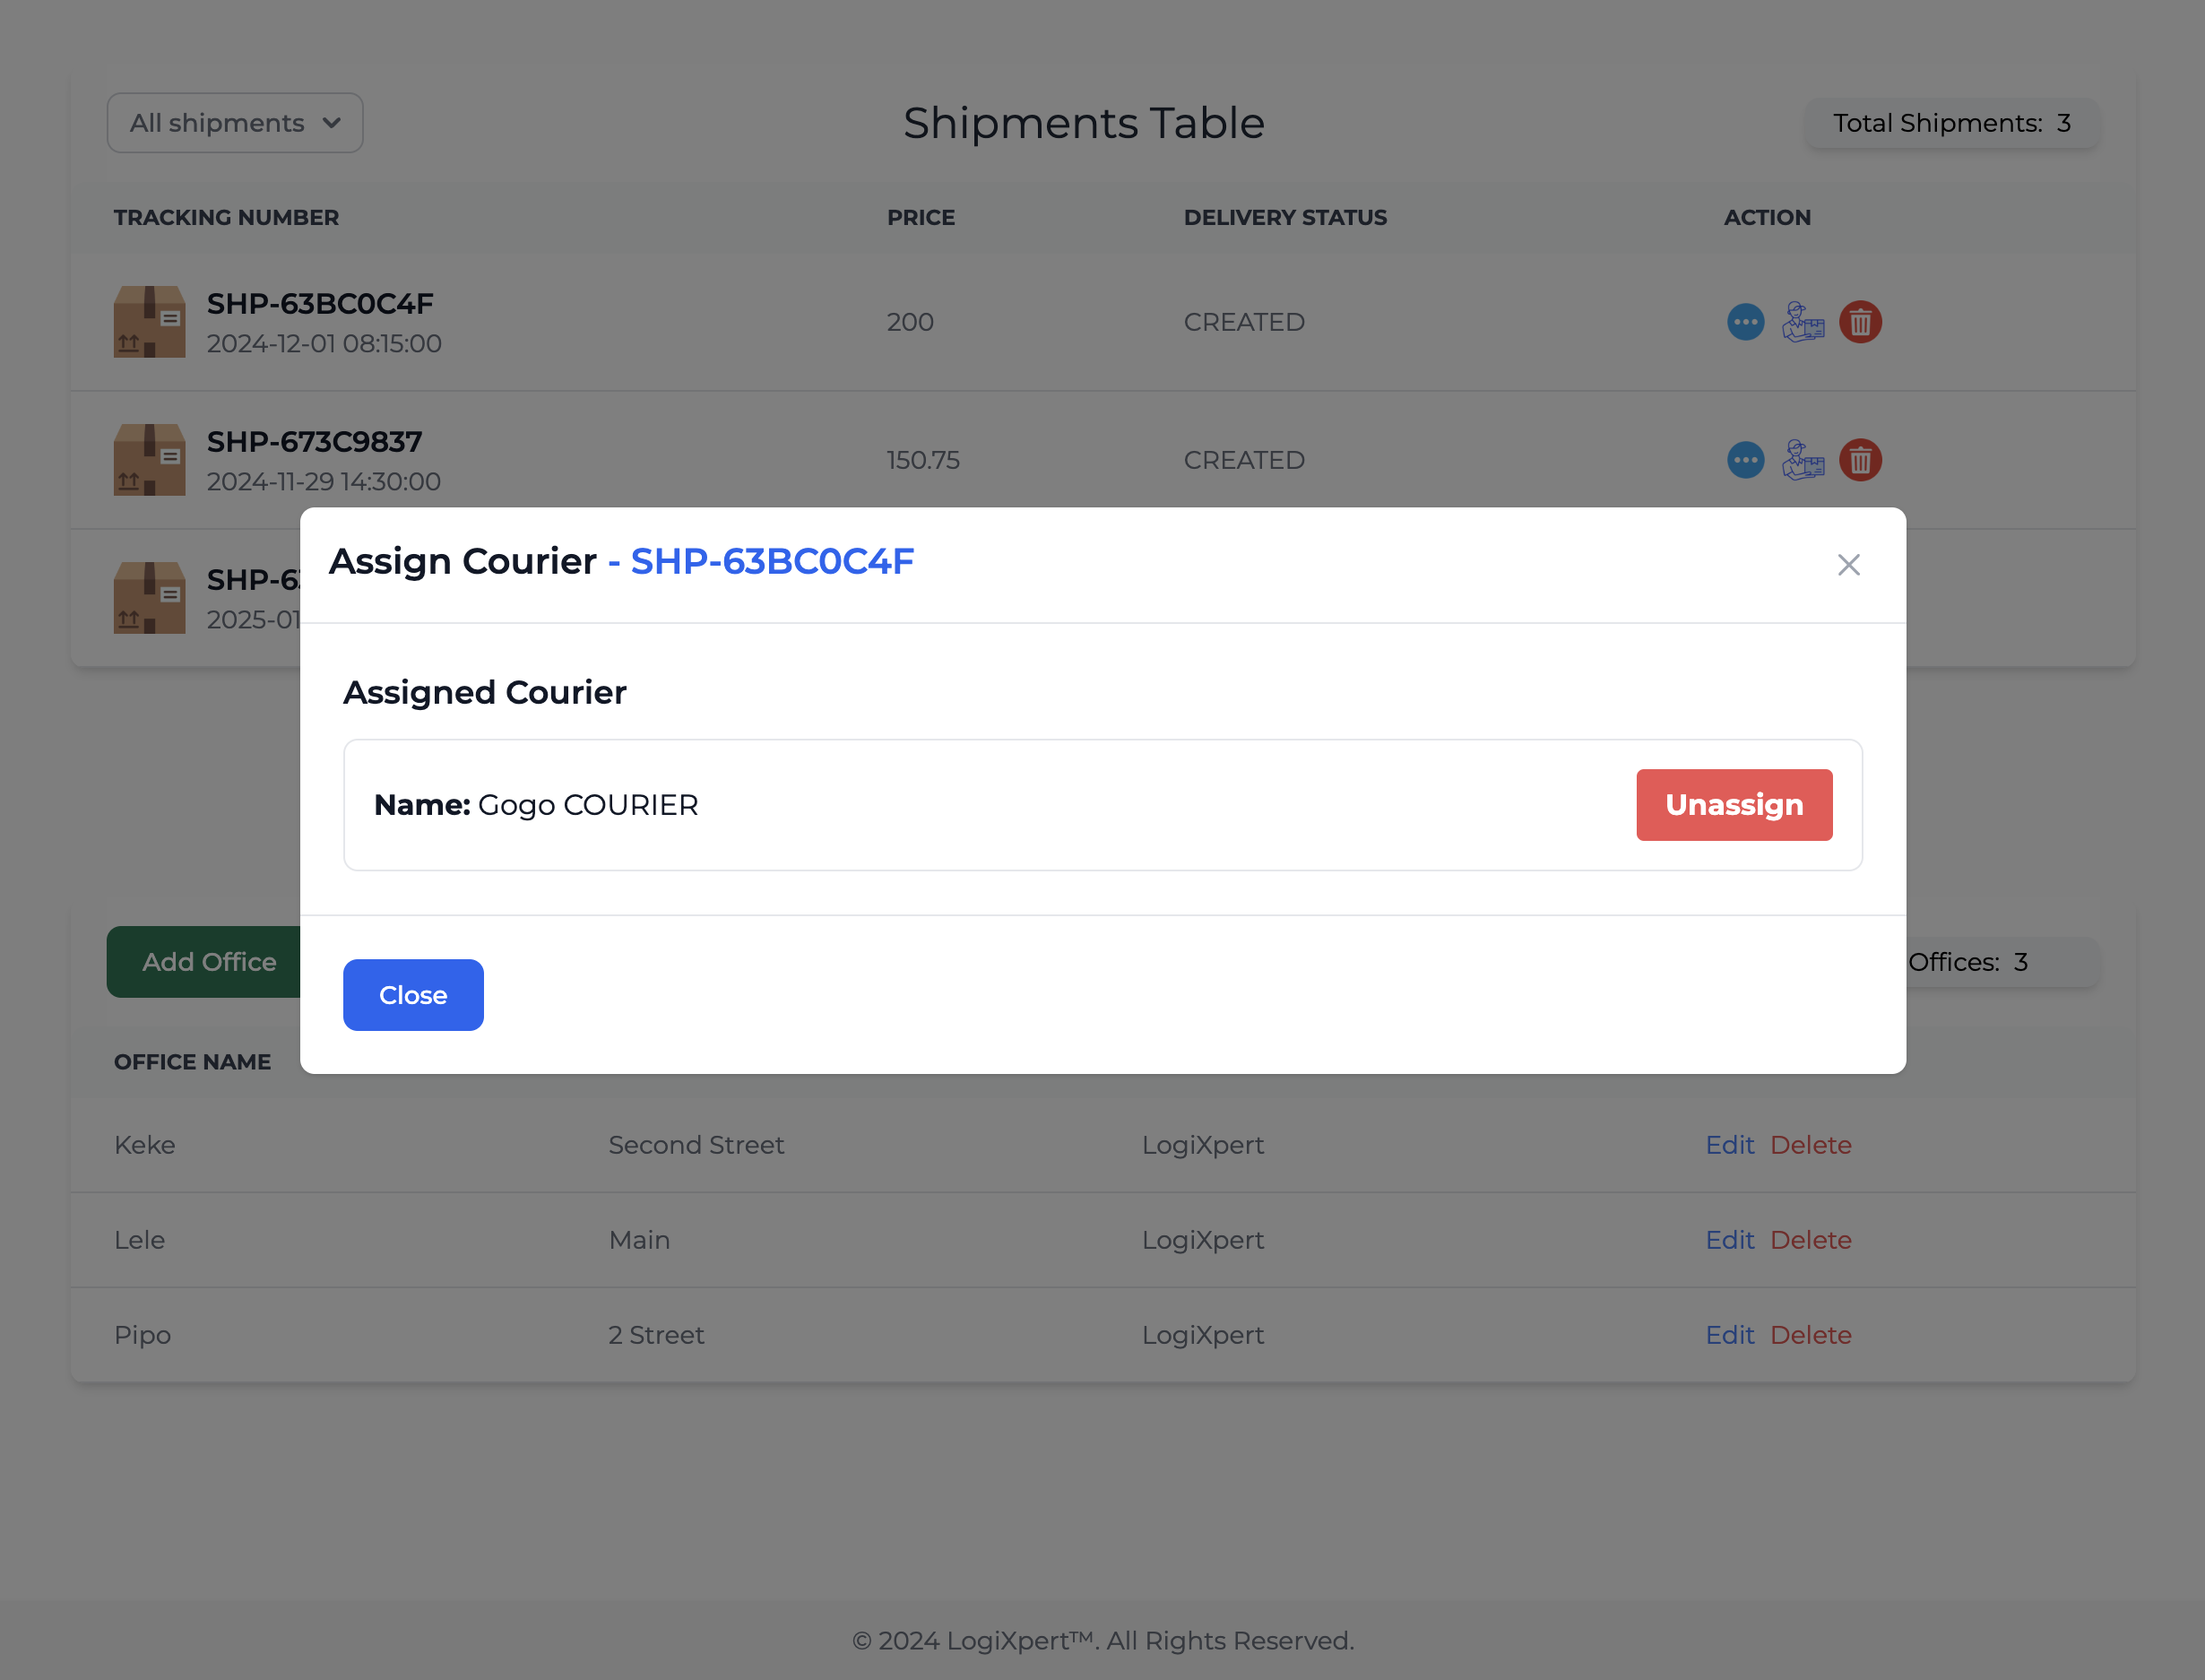 All shipments
Shipments Table
Total Shipments: 3
TRACKING NUMBER PRICE DELIVERY STATUS ACTION
SHP-63BC0C4F
2024-12-01 08:15:00
200 CREATED
SHP-673C9837
2024-11-29 14:30:00
150.75 CREATED
Assign Courier - SHP-63BC0C4F
SHP-6
2025-01
Assigned Courier
Name: Gogo COURIER
Unassign
Add Office
Offices: 3
Close
OFFICE NAME
Keke Second Street LogiXpert Edit Delete
Lele Main LogiXpert Edit Delete
Pipo 2 Street LogiXpert Edit Delete
© 2024 LogiXpert™. All Rights Reserved.